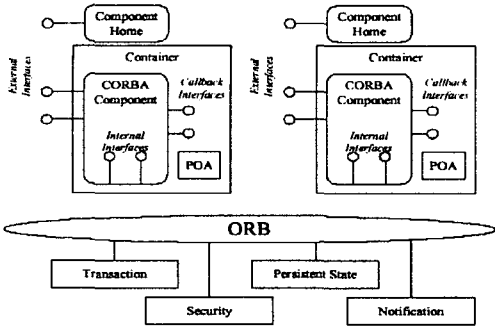 Component
Home
Container
External
Interfaces
CORBA
Component
Callback
Interfaces
Internal
Interfaces
POA
Component
Home
Container
External
Interfaces
CORBA
Component
Callback
Interfaces
Internal
Interfaces
POA
ORB
Transaction
Persistent State
Security
Notification